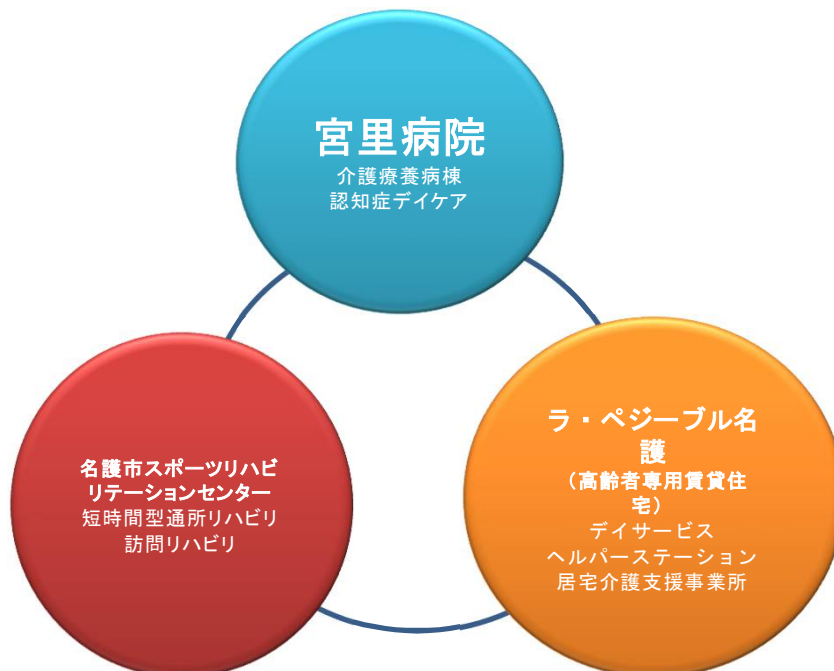 宮里病院
介護療養病棟
認知症デイケア
名護市スポーツリハビ
リテーションセンター
短時間型通所リハビリ
訪問リハビリ
ラ・ペジーブル名
護
（高齢者専用賃貸住
宅）
デイサービス
ヘルパーステーション
居宅介護支援事業所